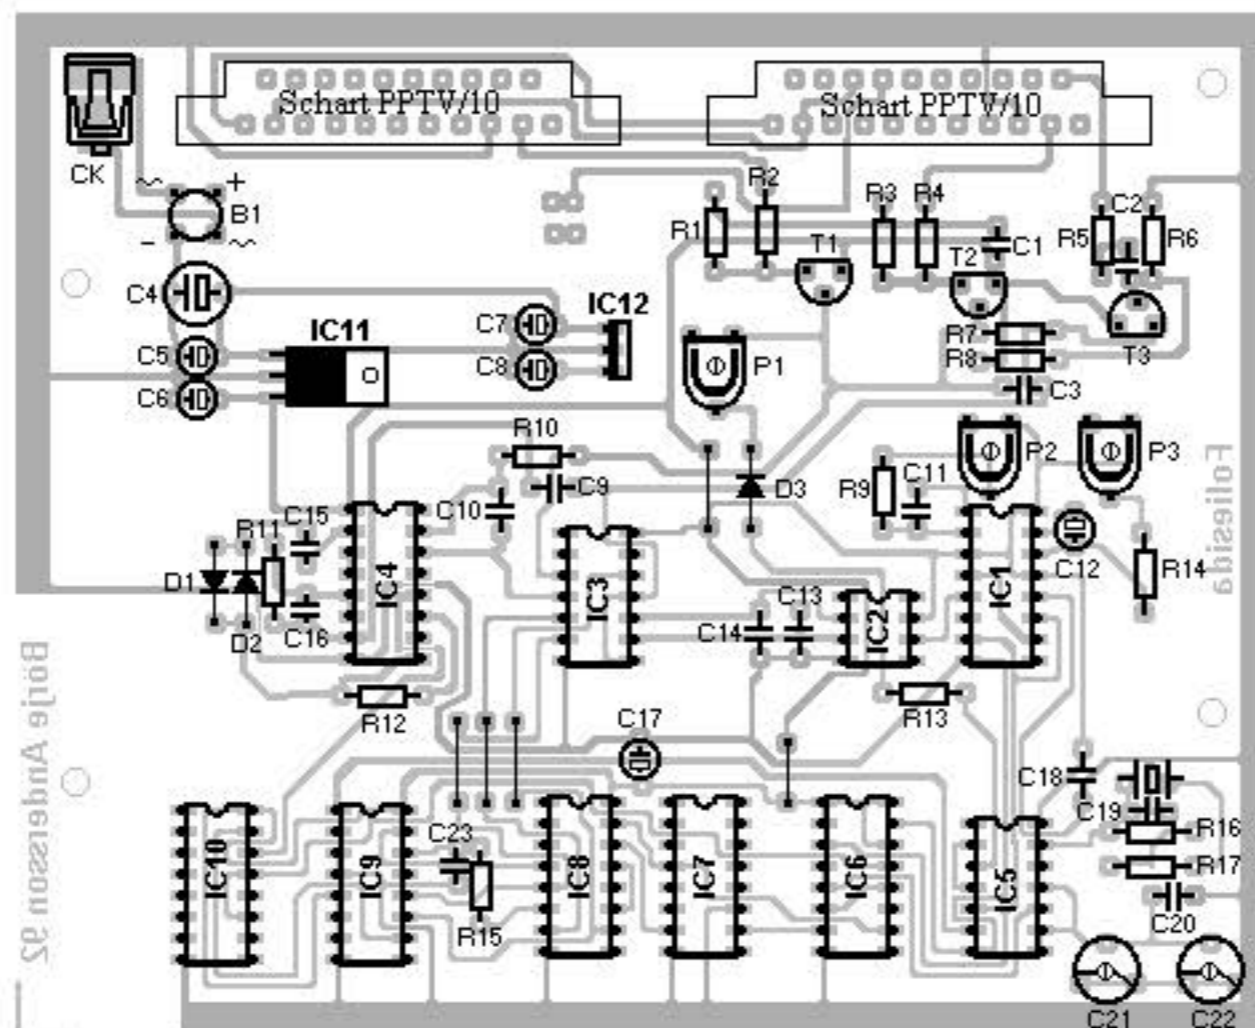 Schart PPTV/10
Schart PPTV/10
CK
+
B1
-
R1
R2
R3
R4
C1
R5
C2
R6
T1
T2
T3
C4
C5
C6
IC11
C7
C8
IC12
P1
R7
R8
C3
R10
C9
C10
D3
R9
C11
P2
P3
Foliesida
R11
C15
D1
D2
C16
IC4
IC3
C14
C13
IC2
IC1
C12
R14
R12
R13
C17
Börje Andersson 92
C18
C19
R16
R17
C20
C21
C22
IC10
IC9
C23
R15
IC8
IC7
IC6
IC5